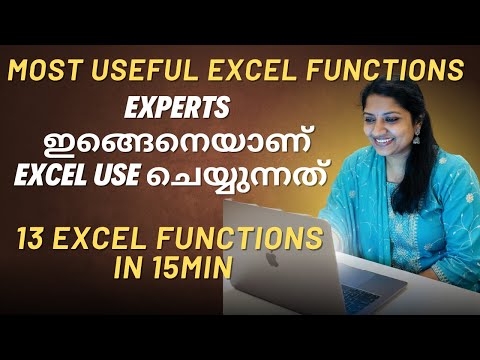 MOST USEFUL EXCEL FUNCTIONS
EXPERTS
ഇങ്ങെനെയാണ്
EXCEL USE ചെയ്യുന്നത്
13 EXCEL FUNCTIONS
IN 15MIN